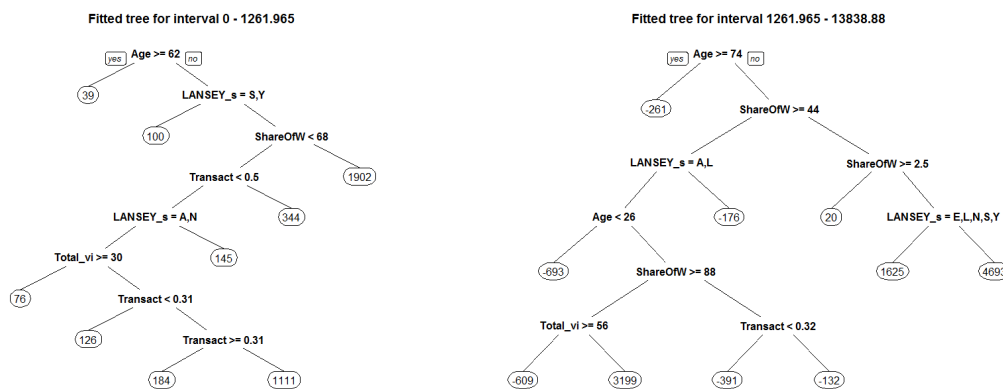 Fitted tree for interval 0 - 1261.965
yes Age >= 62 no
39
LANSEY_s = S,Y
100
ShareOfW < 68
Transact < 0.5
1902
LANSEY_s = A,N
344
Total_vi >= 30
145
76
Transact < 0.31
126
Transact >= 0.31
184
1111
Fitted tree for interval 1261.965 - 13838.88
yes Age >= 74 no
-261
ShareOfW >= 44
LANSEY_s = A,L
ShareOfW >= 2.5
Age < 26
-176
20
LANSEY_s = E,L,N,S,Y
-693
ShareOfW >= 88
1625
4693
Total_vi >= 56
Transact < 0.32
-609
3199
-391
-132